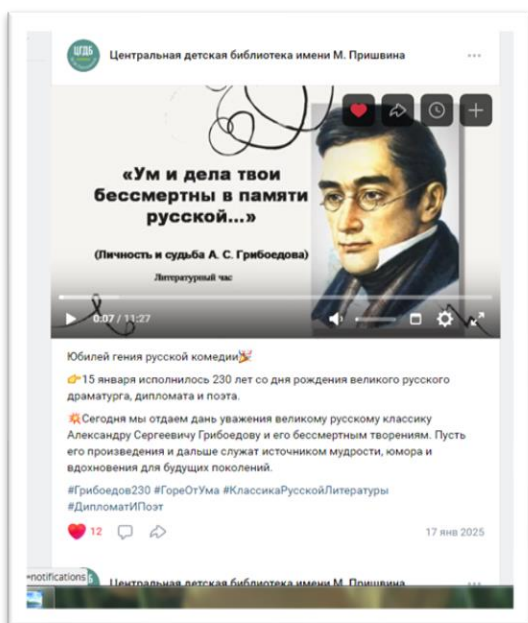 ЦГДБ
Центральная детская библиотека имени М. Пришвина
«Ум и дела твои
бессмертны в памяти
русской...»
(Личность и судьба А. С. Грибоедова)
Литературный час
0:07 / 11:27
Юбилей гения русской комедии🎉
👉15 января исполнилось 230 лет со дня рождения великого русского
драматурга, дипломата и поэта.
💥Сегодня мы отдаем дань уважения великому русскому классику
Александру Сергеевичу Грибоедову и его бессмертным творениям. Пусть
его произведения и дальше служат источником мудрости, юмора и
вдохновения для будущих поколений.
#Грибоедов230 #ГореОтУма #КлассикаРусскойЛитературы
#ДипломатИПоэт
12
17 янв 2025
=notifications
Центральная детская библиотека имени М. Пришвина